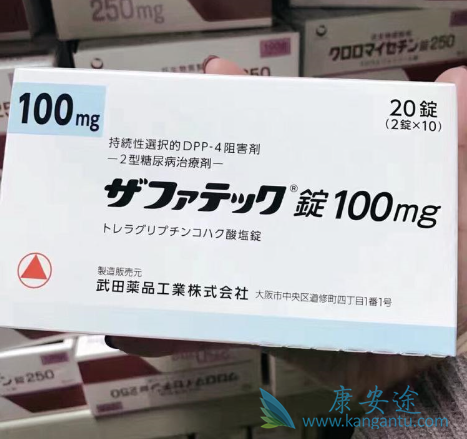 250mg
250
クロロマイセチン錠250
100mg
20錠
(2錠×10)
持続性選択的DPP-4阻害剤
—2型糖尿病治療剤—
ザファテック®錠100mg
トレラグリプチンコハク酸塩錠
製造販売元
武田薬品工業株式会社 大阪市中央区道修町四丁目1番1号
錠250
康安途
www.kangantu.com